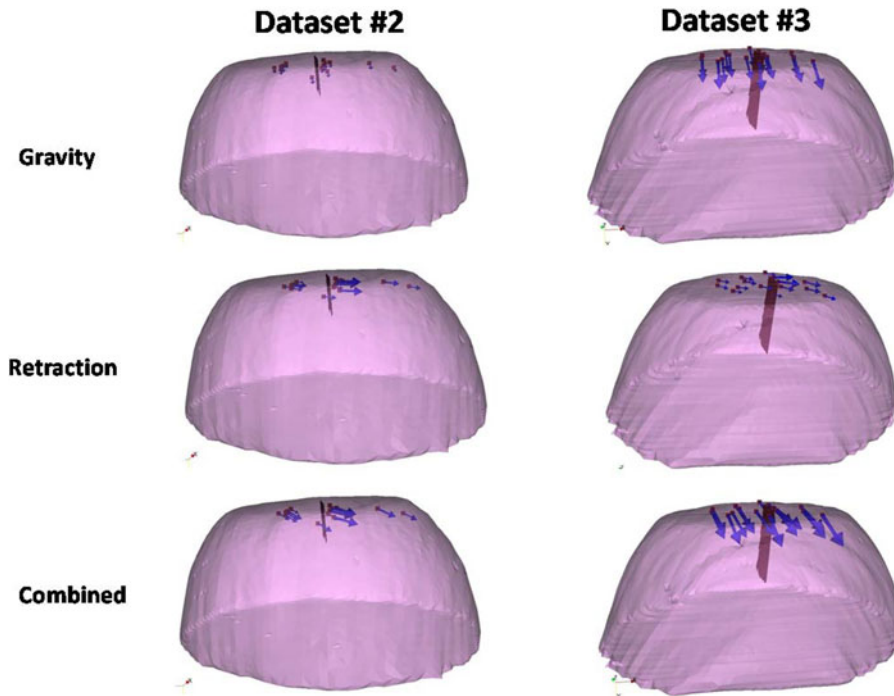 Dataset #2 Dataset #3
Gravity
Retraction
Combined